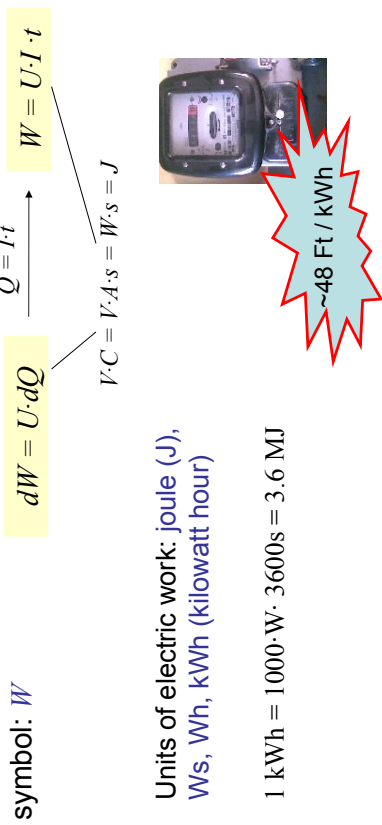 symbol: W
dW = U·dQ
Q = I·t
W = U·I·t
V·C = V·A·s = W·s = J
Units of electric work: joule (J),
Ws, Wh, kWh (kilowatt hour)
1 kWh = 1000·W· 3600s = 3.6 MJ
~48 Ft / kWh